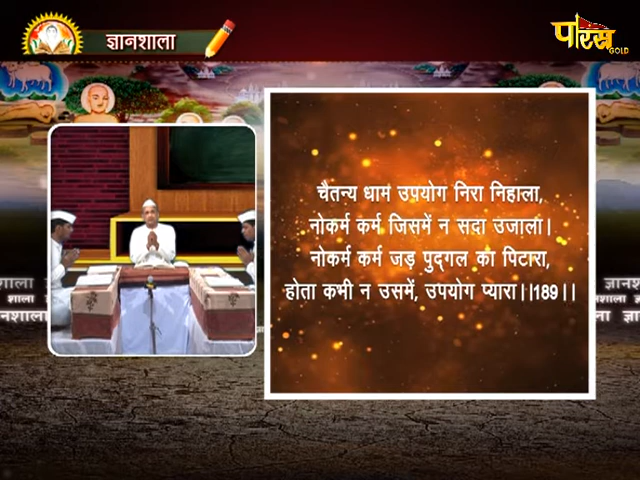 ज्ञानशाला
पारस
GOLD
चैतन्य धाम उपयोग निरा निहाला,
नोकर्म कर्म जिसमें न सदा उजाला।
नोकर्म कर्म जड़ पुद्गल का पिटारा,
होता कभी न उसमें, उपयोग प्यारा।।189।।